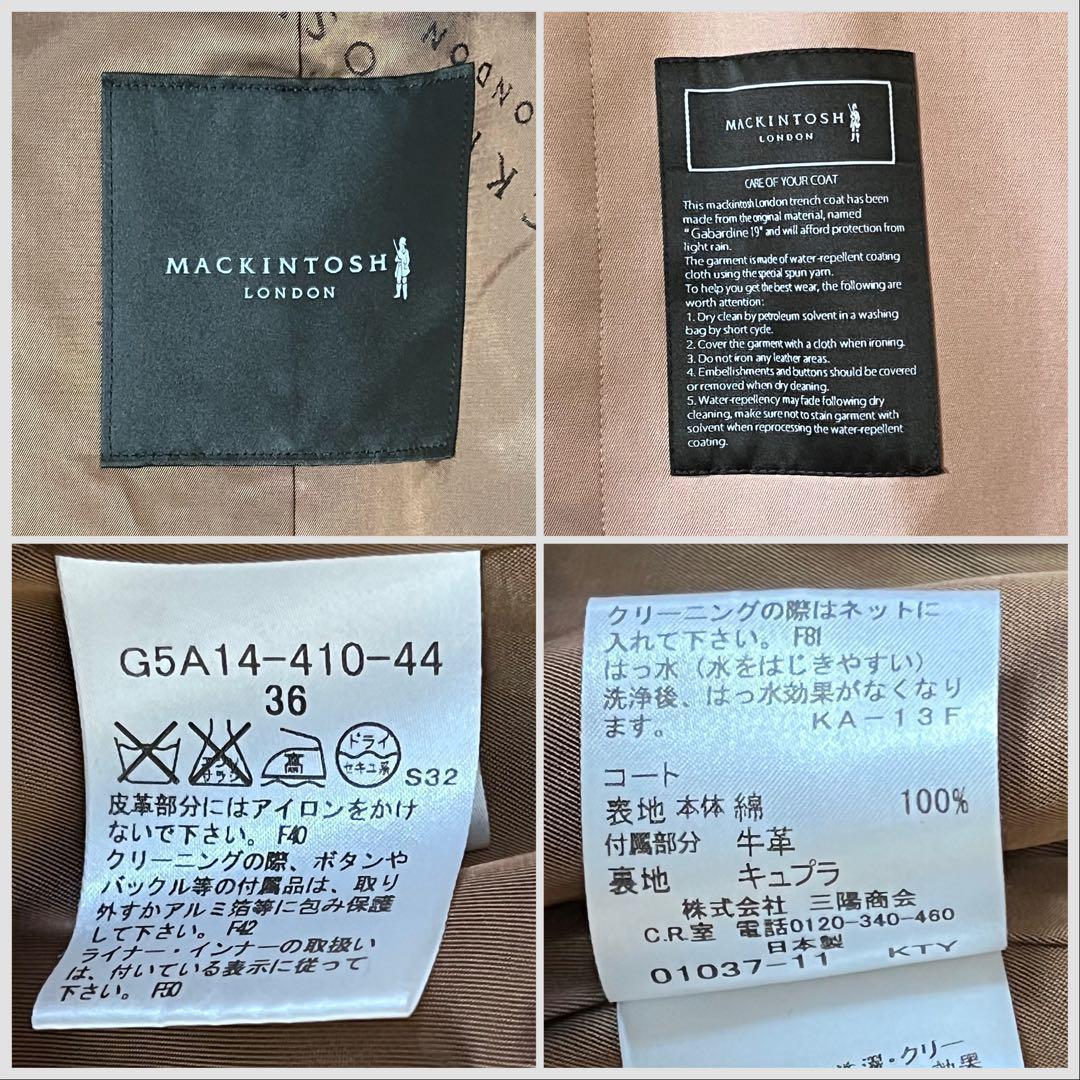 MACKINTOSH
LONDON
MACKINTOSH
LONDON
CARE OF YOUR COAT
This mackintosh London trench coat has been
made from the original material, named
"Gabardine 19" and will afford protection from
light rain.
The garment is made of water-repellent coating
cloth using the special spun yarn.
To help you get the best wear, the following are
worth attention:
1. Dry clean by petroleum solvent in a washing
bag by short cycle.
2. Cover the garment with a cloth when ironing.
3. Do not iron any leather areas.
4. Embellishments and buttons should be covered
or removed when dry cleaning.
5. Water-repellency may fade following dry
cleaning, make sure not to stain garment with
solvent when reprocessing the water-repellent
coating.
G5A14-410-44
36
高
ドライ
セキユ系
S32
皮革部分にはアイロンをかけ
ないで下さい。 F40
クリーニングの際、ボタンや
バックル等の付属品は、取り
外すかアルミ箔等に包み保護
して下さい。 F42
ライナー・インナーの取扱い
は、付いている表示に従って
下さい。 F50
クリーニングの際はネットに
入れて下さい。 F81
はっ水（水をはじきやすい）
洗浄後、はっ水効果がなくなり
ます。 KA-13F
コート
表地 本体 綿 100%
付属部分 牛革
裏地 キュプラ
株式会社 三陽商会
C.R.室 電話0120-340-460
日本製
01037-11 KTY
・クリー
効果